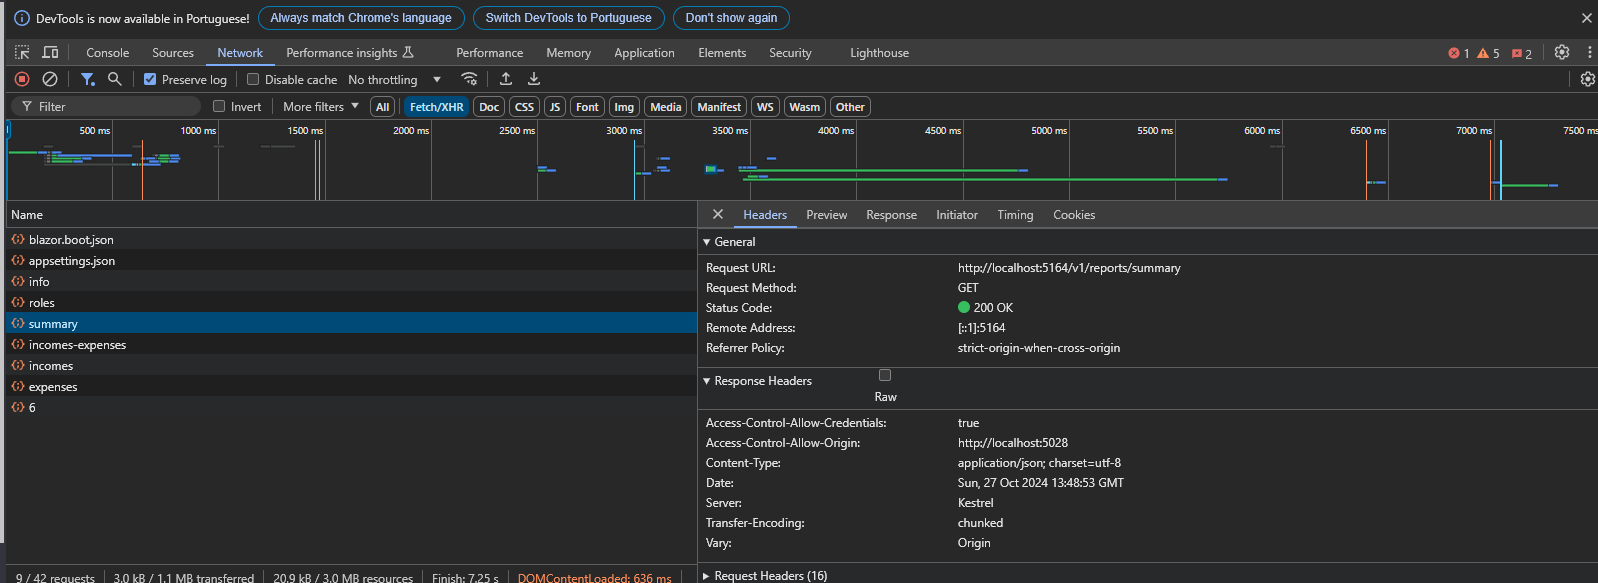 DevTools is now available in Portuguese! Always match Chrome's language Switch DevTools to Portuguese Don't show again
Console Sources Network Performance insights Performance Memory Application Elements Security Lighthouse 1 5 2
Preserve log Disable cache No throttling
Filter Invert More filters All Fetch/XHR Doc CSS JS Font Img Media Manifest WS Wasm Other
500 ms 1000 ms 1500 ms 2000 ms 2500 ms 3000 ms 3500 ms 4000 ms 4500 ms 5000 ms 5500 ms 6000 ms 6500 ms 7000 ms 7500 ms
Name
blazor.boot.json
appsettings.json
info
roles
summary
incomes-expenses
incomes
expenses
6
9 / 42 requests 3.0 kB / 1.1 MB transferred 20.9 kB / 3.0 MB resources Finish: 7.25 s DOMContentLoaded: 636 ms
Headers Preview Response Initiator Timing Cookies
General
Request URL: http://localhost:5164/v1/reports/summary
Request Method: GET
Status Code: 200 OK
Remote Address: [::1]:5164
Referrer Policy: strict-origin-when-cross-origin
Response Headers
Raw
Access-Control-Allow-Credentials: true
Access-Control-Allow-Origin: http://localhost:5028
Content-Type: application/json; charset=utf-8
Date: Sun, 27 Oct 2024 13:48:53 GMT
Server: Kestrel
Transfer-Encoding: chunked
Vary: Origin
Request Headers (16)